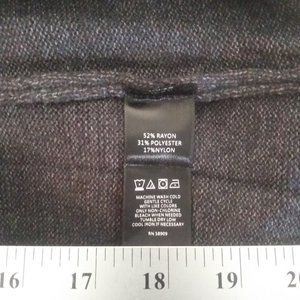 52% RAYON
31% POLYESTER
17%NYLON
MACHINE WASH COLD
GENTLE CYCLE
WITH LIKE COLORS
ONLY NON-CHLORINE
BLEACH WHEN NEEDED
TUMBLE DRY LOW
COOL IRON IF NECESSARY
RN 58909
16 17 18 19 2